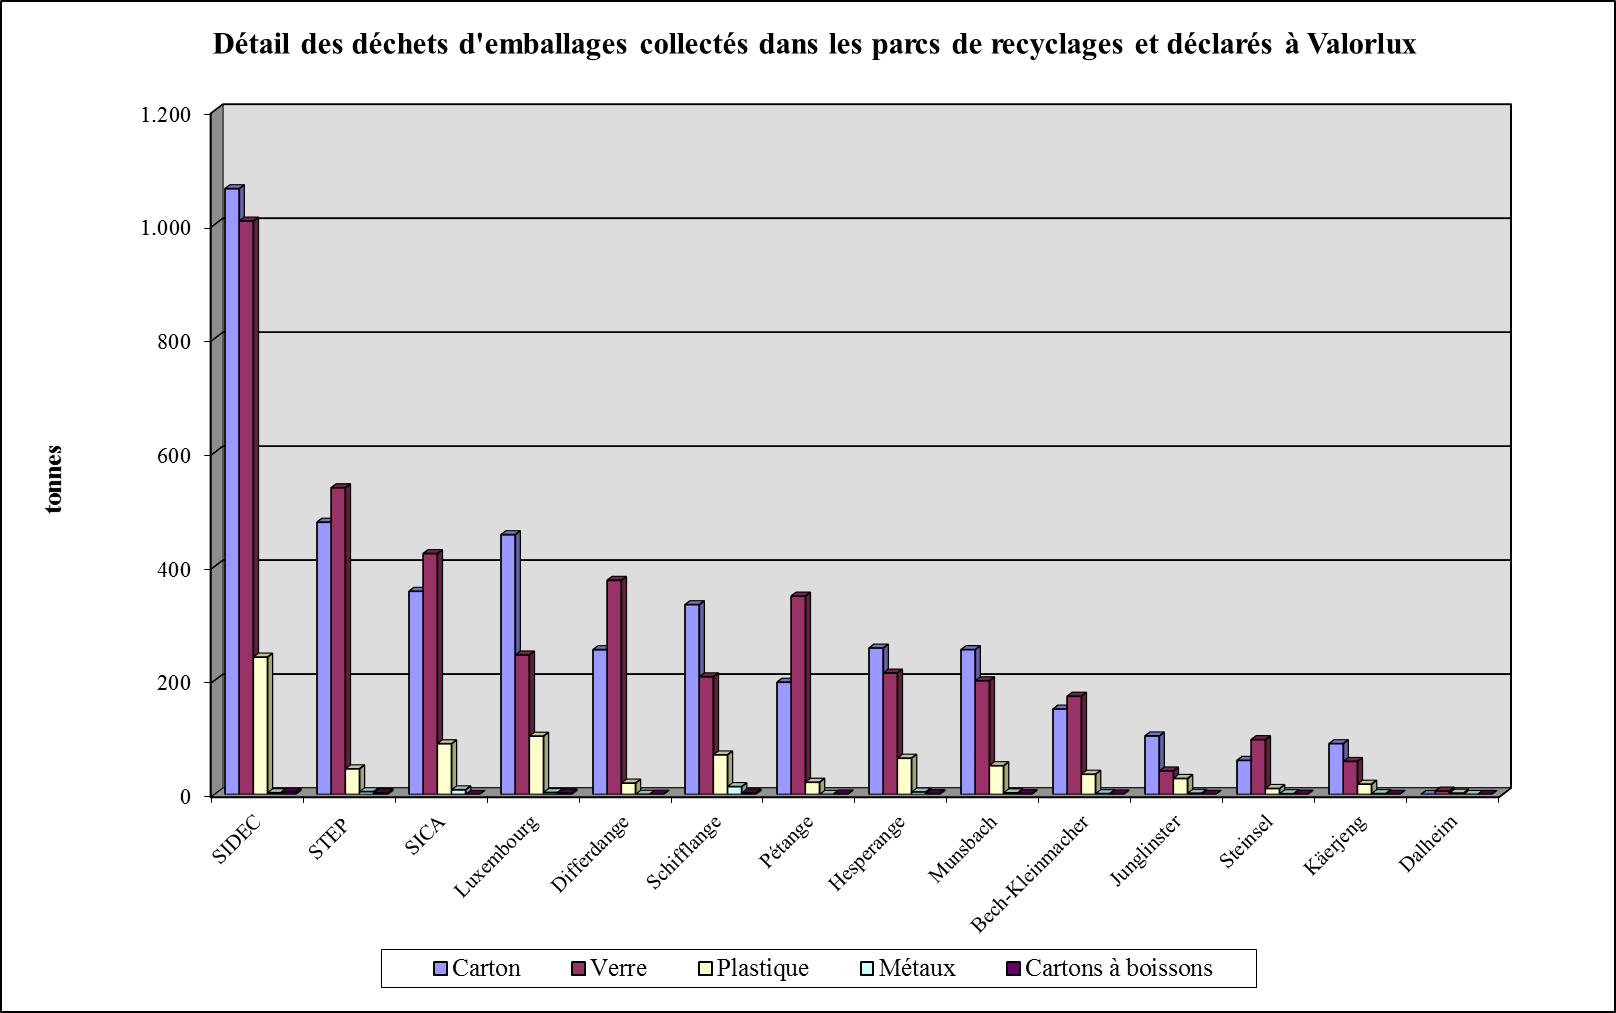 Détail des déchets d'emballages collectés dans les parcs de recyclages et déclarés à Valorlux
1.200
1.000
800
600
400
200
0
tonnes
SIDEC
STEP
SICA
Luxembourg
Differdange
Schifflange
Pétange
Hesperange
Munsbach
Bech-Kleinmacher
Junglinster
Steinsel
Käerjeng
Dalheim
Carton Verre Plastique Métaux Cartons à boissons